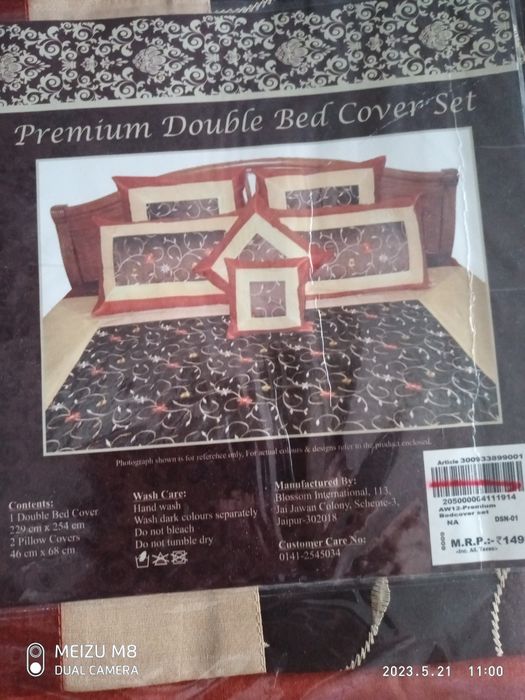 Premium Double Bed Cover Set
Photograph shown is for reference only, For actual colours & designs refer to the product enclosed.
Contents:
1 Double Bed Cover
229 cm x 254 cm
2 Pillow Covers
46 cm x 68 cm
Wash Care:
Hand wash
Wash dark colours separately
Do not bleach
Do not tumble dry
Manufactured By:
Blossom International, 113,
Jai Jawan Colony, Scheme-3,
Jaipur-302018
Customer Care No:
0141-2545034
Article 300933899001
205000064111914
AW12-Premium
Bedcover set
NA DSN-01
M.R.P.:-₹149
-Inc. All Taxes-
MEIZU M8
DUAL CAMERA
2023.5.21 11:00